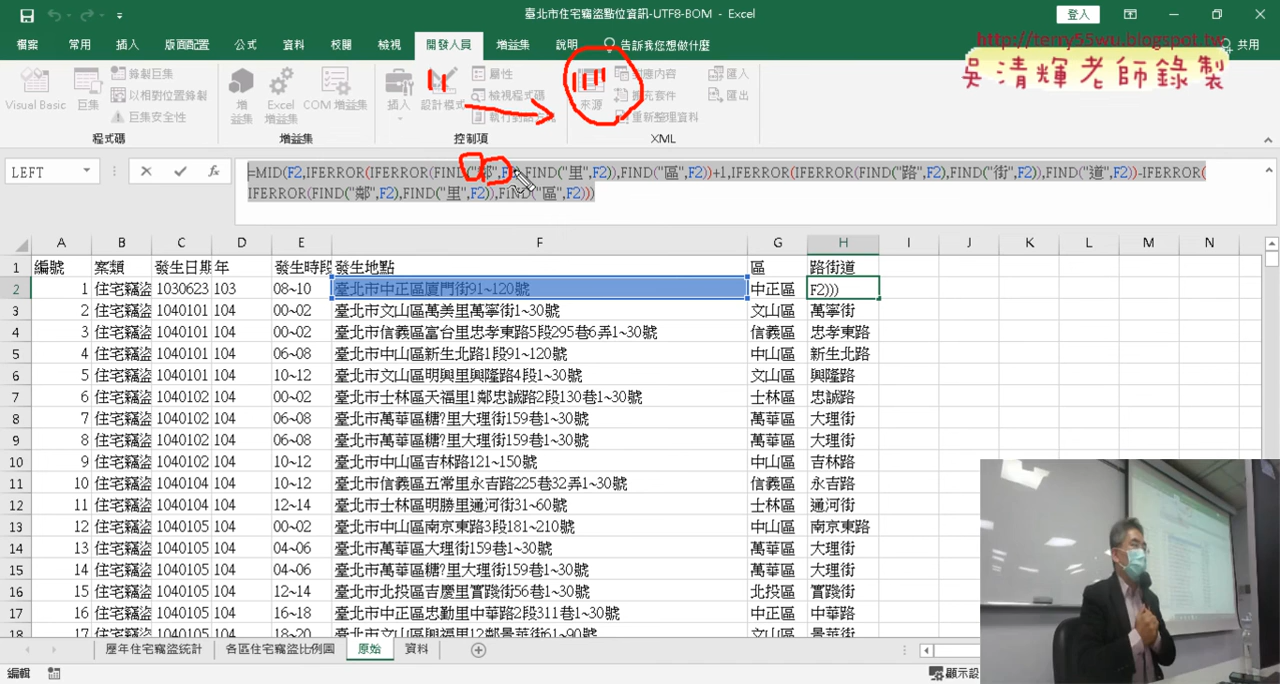 臺北市住宅竊盜點位資訊-UTF8-BOM - Excel
登入
檔案 常用 插入 版面配置 公式 資料 校閱 檢視 開發人員 增益集 說明 告訴我您想做什麼 共用
http://terry55wu.blogspot.tw
吳清輝老師錄製
Visual Basic 巨集 錄製巨集 以相對位置錄製 巨集安全性
增益集 Excel 增益集 COM 增益集
插入 設計模式 屬性 檢視程式碼
來源 擴充套件 重新整理資料 匯入 匯出
程式碼 增益集 控制項 XML
LEFT
=MID(F2,IFERROR(IFERROR(FIND("鄰",F2),FIND("里",F2)),FIND("區",F2))+1,IFERROR(IFERROR(FIND("路",F2),FIND("街",F2)),FIND("道",F2))-IFERROR(
IFERROR(FIND("鄰",F2),FIND("里",F2)),FIND("區",F2)))
A B C D E F G H I J K L M N
1 編號 案類 發生日期 年 發生時段 發生地點 區 路街道
2 1 住宅竊盜 1030623 103 08~10 臺北市中正區廈門街91~120號 中正區 F2)))
3 2 住宅竊盜 1040101 104 00~02 臺北市文山區萬美里萬寧街1~30號 文山區 萬寧街
4 3 住宅竊盜 1040101 104 00~02 臺北市信義區富台里忠孝東路5段295巷6弄1~30號 信義區 忠孝東路
5 4 住宅竊盜 1040101 104 06~08 臺北市中山區新生北路1段91~120號 中山區 新生北路
6 5 住宅竊盜 1040101 104 10~12 臺北市文山區明興里興隆路4段1~30號 文山區 興隆路
7 6 住宅竊盜 1040102 104 00~02 臺北市士林區天福里1鄰忠誠路2段130巷1~30號 士林區 忠誠路
8 7 住宅竊盜 1040102 104 06~08 臺北市萬華區糖?里大理街159巷1~30號 萬華區 大理街
9 8 住宅竊盜 1040102 104 06~08 臺北市萬華區糖?里大理街159巷1~30號 萬華區 大理街
10 9 住宅竊盜 1040102 104 10~12 臺北市中山區吉林路121~150號 中山區 吉林路
11 10 住宅竊盜 1040104 104 10~12 臺北市信義區五常里永吉路225巷32弄1~30號 信義區 永吉路
12 11 住宅竊盜 1040104 104 12~14 臺北市士林區明勝里通河街31~60號 士林區 通河街
13 12 住宅竊盜 1040105 104 00~02 臺北市中山區南京東路3段181~210號 中山區 南京東路
14 13 住宅竊盜 1040105 104 04~06 臺北市萬華區大理街159巷1~30號 萬華區 大理街
15 14 住宅竊盜 1040105 104 04~06 臺北市萬華區糖?里大理街159巷1~30號 萬華區 大理街
16 15 住宅竊盜 1040105 104 12~14 臺北市北投區吉慶里實踐街56巷1~30號 北投區 實踐街
17 16 住宅竊盜 1040105 104 16~18 臺北市中正區忠勤里中華路2段311巷1~30號 中正區 中華路
18 17 住宅竊盜 1040105 104 18~20 臺北市文山區興福里12鄰景華街61~90號 文山區 景華街
歷年住宅竊盜統計 各區住宅竊盜比例圖 原始 資料
編輯 顯示設